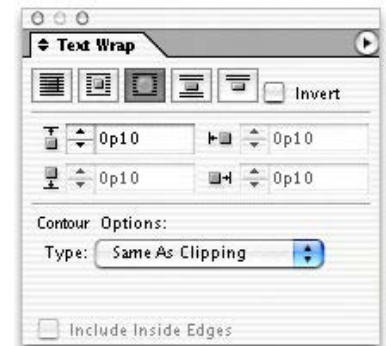 Text Wrap
Invert
0p10 0p10
0p10 0p10
Contour Options:
Type: Same As Clipping
Include Inside Edges